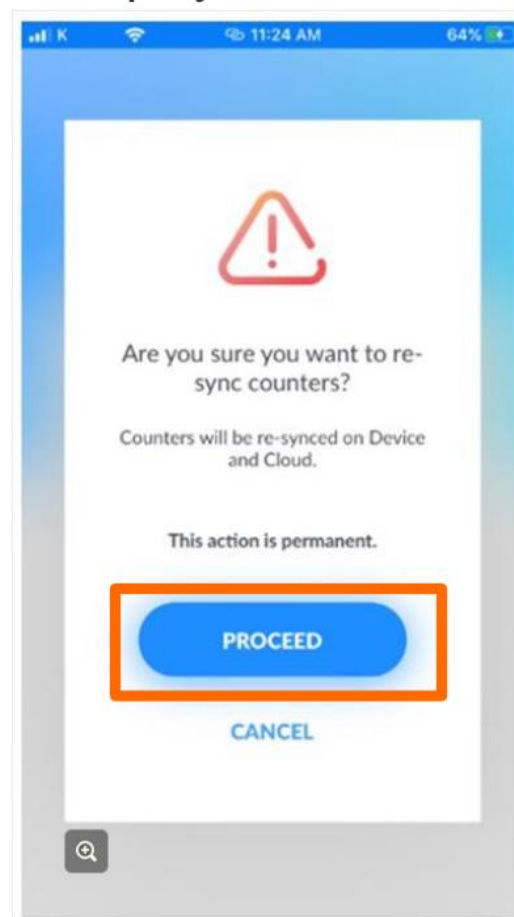 K 11:24 AM 64%
Are you sure you want to re-
sync counters?
Counters will be re-synced on Device
and Cloud.
This action is permanent.
PROCEED
CANCEL